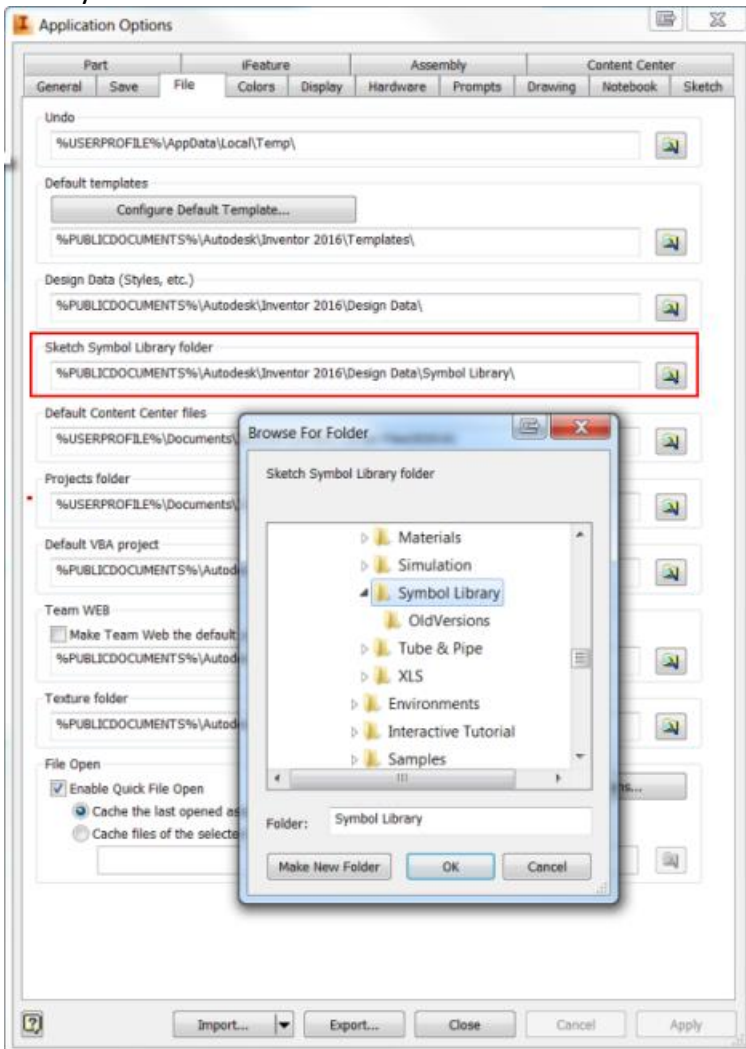 Application Options
Part iFeature Assembly Content Center
General Save File Colors Display Hardware Prompts Drawing Notebook Sketch
Undo
%USERPROFILE%\AppData\Local\Temp\
Default templates
Configure Default Template...
%PUBLICDOCUMENTS%\Autodesk\Inventor 2016\Templates\
Design Data (Styles, etc.)
%PUBLICDOCUMENTS%\Autodesk\Inventor 2016\Design Data\
Sketch Symbol Library folder
%PUBLICDOCUMENTS%\Autodesk\Inventor 2016\Design Data\Symbol Library\
Default Content Center files
%USERPROFILE%\Documents\
Projects folder
%USERPROFILE%\Documents\
Default VBA project
%PUBLICDOCUMENTS%\Autod
Team WEB
Make Team Web the default
%PUBLICDOCUMENTS%\Autod
Texture folder
%PUBLICDOCUMENTS%\Autod
File Open
Enable Quick File Open
Cache the last opened as
Cache files of the selecte
Browse For Folder
Sketch Symbol Library folder
Materials
Simulation
Symbol Library
OldVersions
Tube & Pipe
XLS
Environments
Interactive Tutorial
Samples
Folder: Symbol Library
Make New Folder OK Cancel
Import... Export... Close Cancel Apply